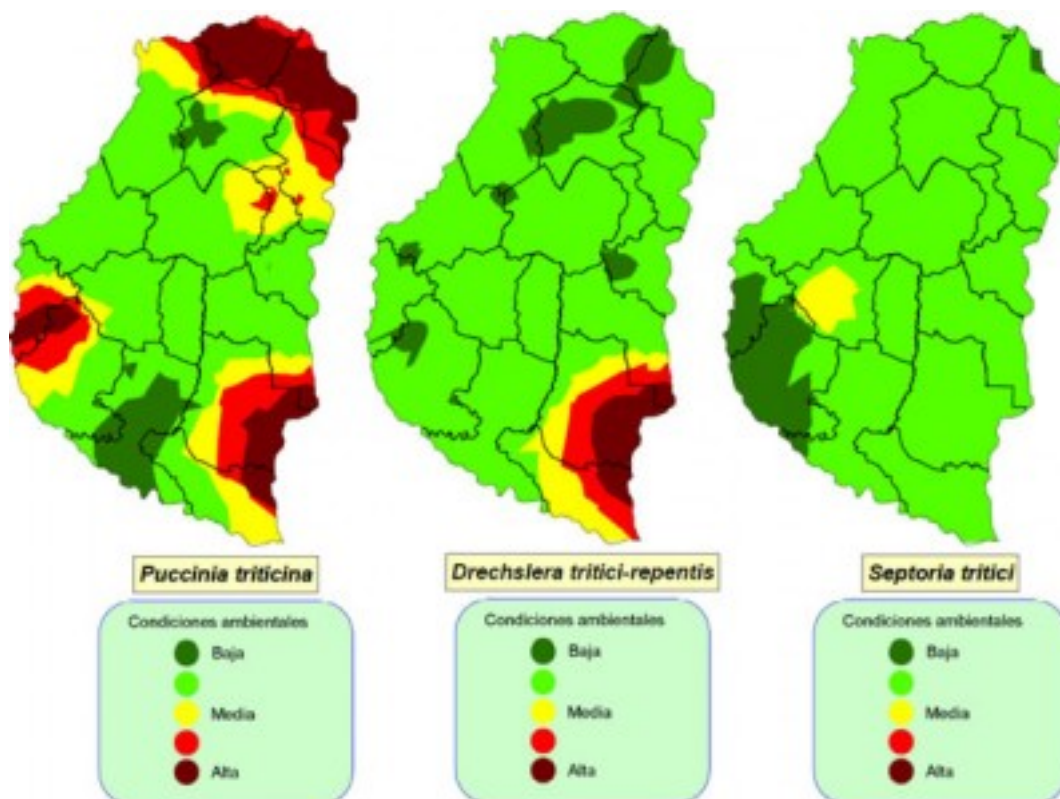 Puccinia triticina
Condiciones ambientales
Baja
Media
Alta
Drechslera tritici-repentis
Condiciones ambientales
Baja
Media
Alta
Septoria tritici
Condiciones ambientales
Baja
Media
Alta